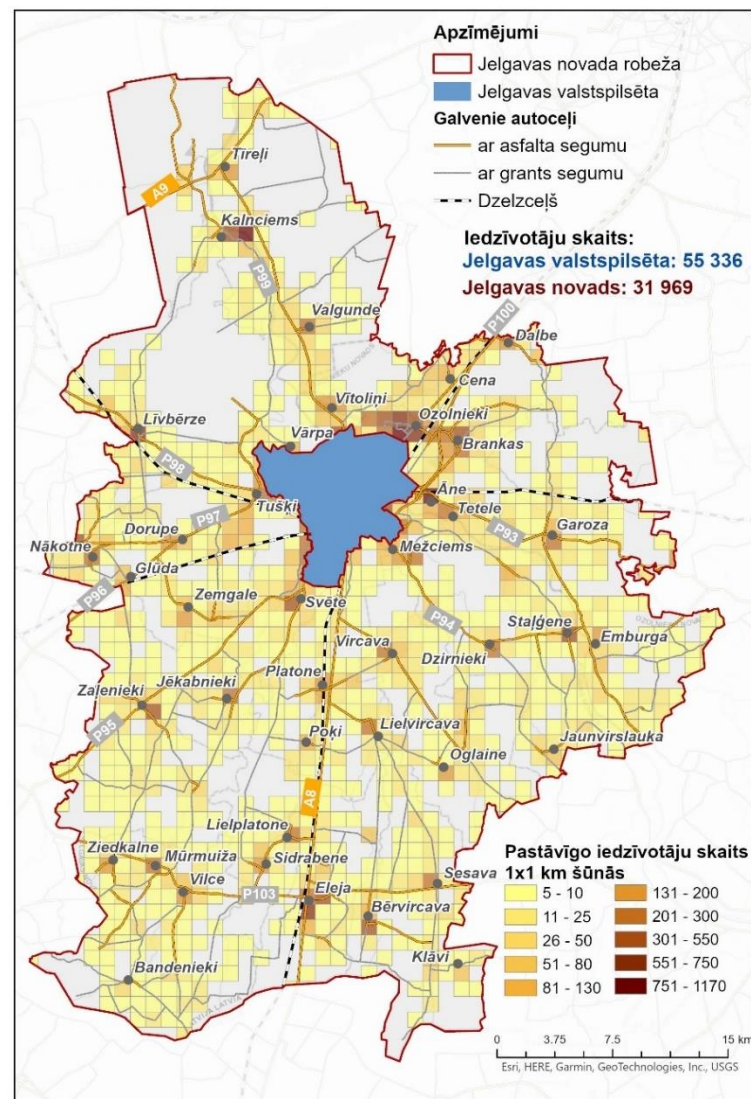 Apzīmējumi
Jelgavas novada robeža
Jelgavas valstspilsēta
Galvenie autoceļi
ar asfalta segumu
ar grants segumu
Dzelzceļš
Iedzīvotāju skaits:
Jelgavas valstspilsēta: 55 336
Jelgavas novads: 31 969
Tīreļi
A9
Kalnciems
P99
Valgunde
P100
Dalbe
Cena
Vītoliņi
Ozolnieki
Līvbērze
Vārpa
Brankas
P98
Tušķi
Āne
Tetele
P93
Garoza
P97
Dorupe
Nākotne
Mežciems
Glūda
P96
Zemgale
Svēte
P94
Staļģene
Emburga
Vircava
Dzirnieki
Platone
Jēkabnieki
Zaļenieki
P95
Poķi
Lielvircava
Jaunvirslauka
Oglaine
A8
Lielplatone
Ziedkalne
Mūrmuiža
Sidrabene
Vilce
P103
Eleja
Sesava
Bērvircava
Klāvi
Bandenieki
Pastāvīgo iedzīvotāju skaits
1x1 km šūnās
5 - 10
131 - 200
11 - 25
201 - 300
26 - 50
301 - 550
51 - 80
551 - 750
81 - 130
751 - 1170
0 3.75 7.5 15 km
Esri, HERE, Garmin, GeoTechnologies, Inc., USGS